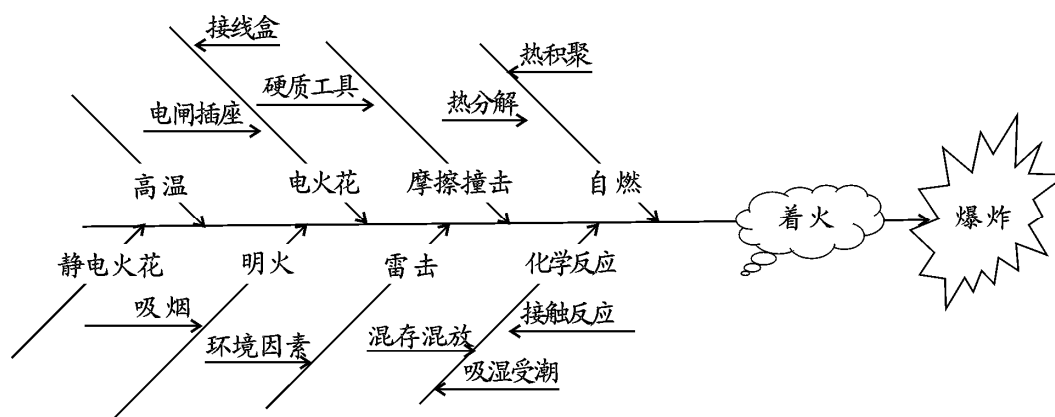 接线盒
热积聚
硬质工具
热分解
电闸插座
高温
电火花
摩擦撞击
自燃
着火
爆炸
静电火花
明火
雷击
化学反应
吸烟
接触反应
环境因素
混存混放
吸湿受潮